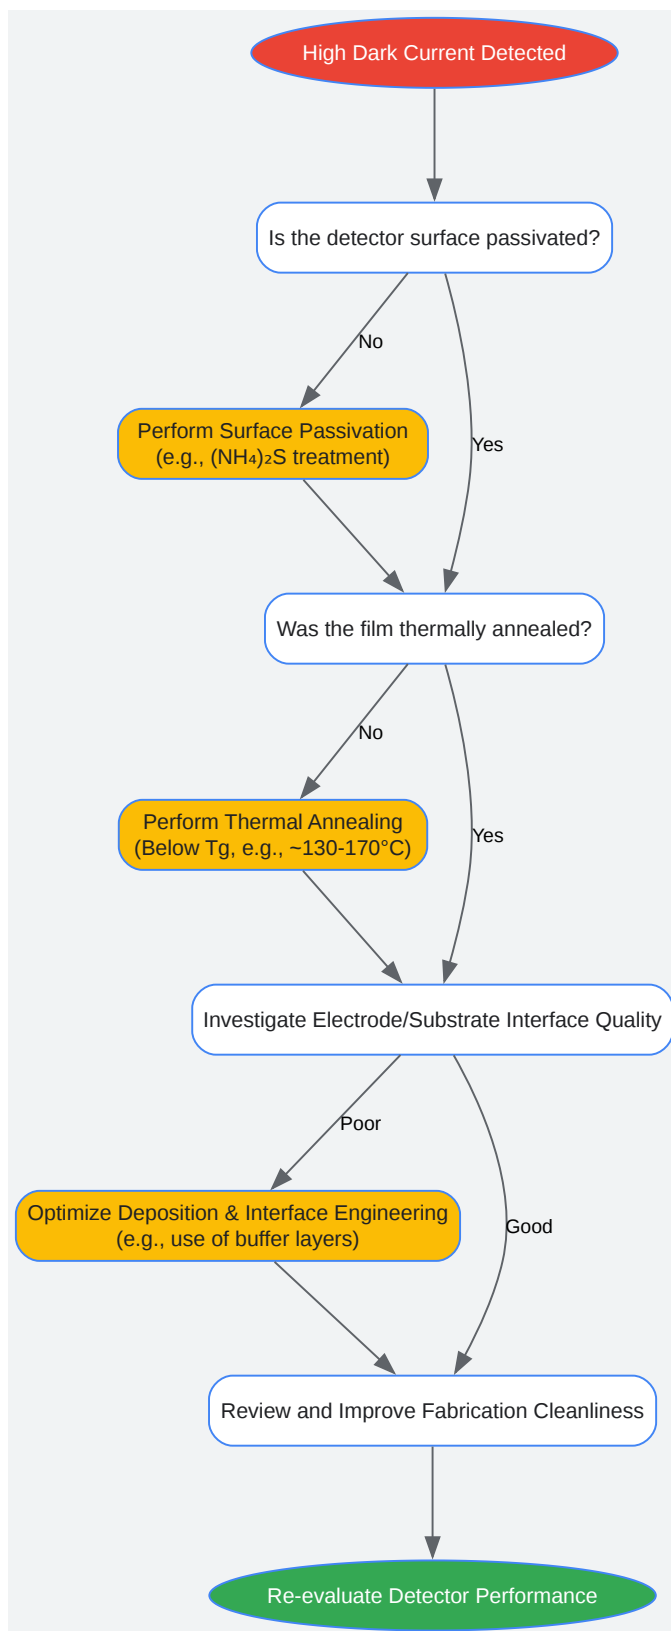 High Dark Current Detected
Is the detector surface passivated?
No
Perform Surface Passivation
(e.g., (NH₄)₂S treatment)
Yes
Was the film thermally annealed?
No
Perform Thermal Annealing
(Below Tg, e.g., ~130-170°C)
Yes
Investigate Electrode/Substrate Interface Quality
Poor
Optimize Deposition & Interface Engineering
(e.g., use of buffer layers)
Good
Review and Improve Fabrication Cleanliness
Re-evaluate Detector Performance